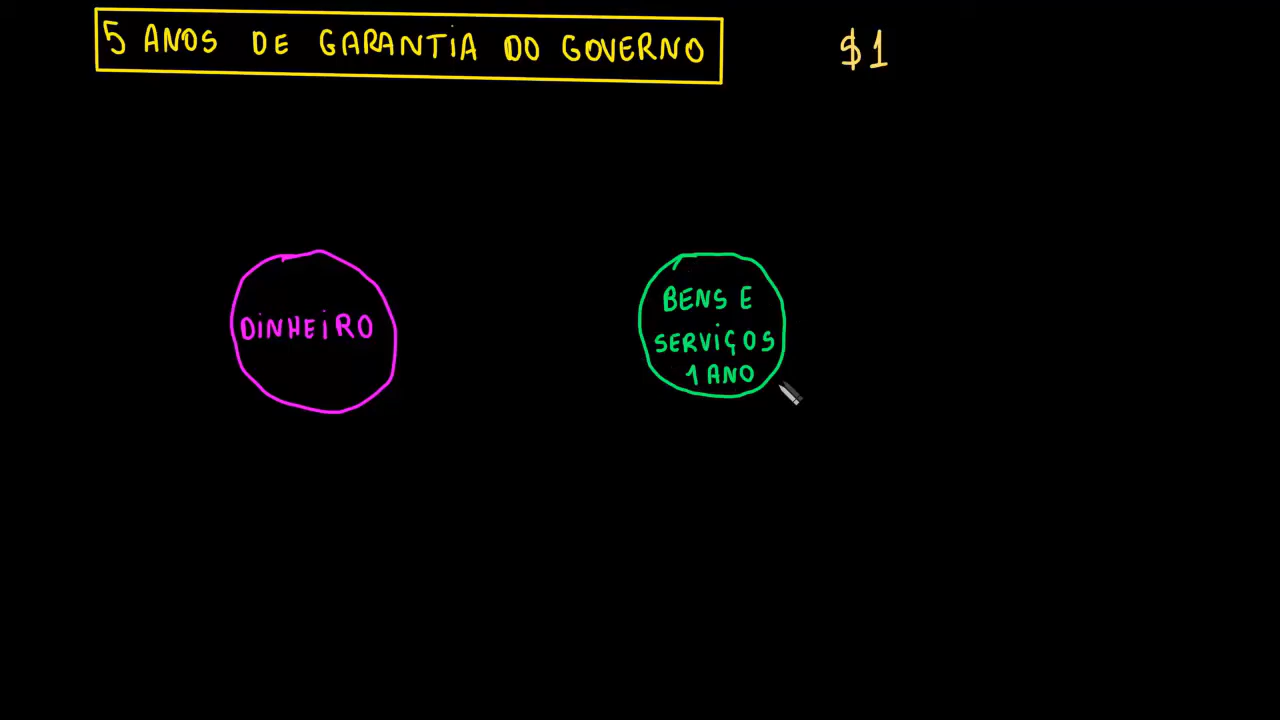 5 ANOS DE GARANTIA DO GOVERNO
$1
DINHEIRO
BENS E
SERVIÇOS
1 ANO